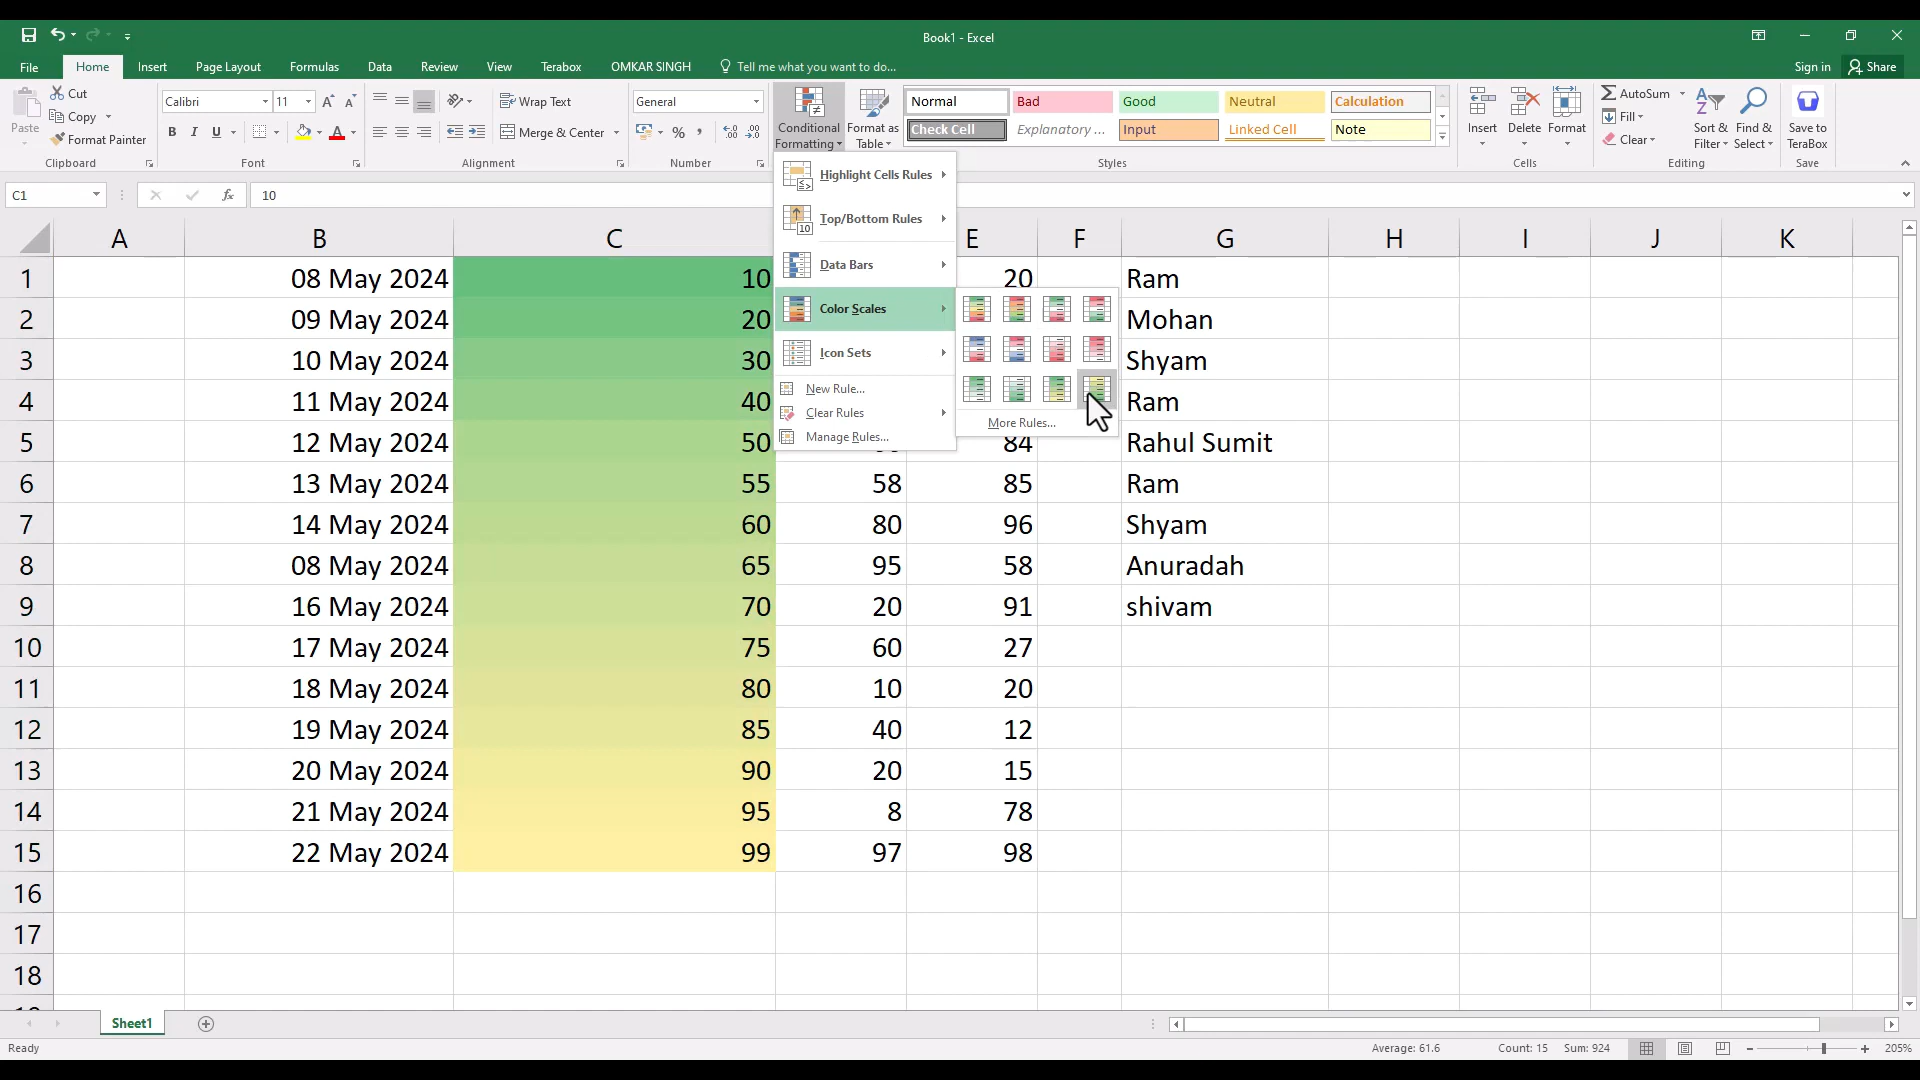 Book1 - Excel
File Home Insert Page Layout Formulas Data Review View Terabox OMKAR SINGH Tell me what you want to do... Sign in Share
Paste Cut Copy Format Painter Clipboard
Calibri 11 B I U Font
Wrap Text Merge & Center Alignment
General % , Number
Conditional Formatting Format as Table
Normal Bad Good Neutral Calculation
Check Cell Explanatory ... Input Linked Cell Note
Styles
Insert Delete Format Cells
AutoSum Fill Clear Sort & Filter Find & Select Editing
Save to TeraBox Save
C1 fx 10
Highlight Cells Rules
Top/Bottom Rules
Data Bars
Color Scales
Icon Sets
New Rule...
Clear Rules
Manage Rules...
More Rules...
A B C E F G H I J K
1 08 May 2024 10 20 Ram
2 09 May 2024 20 Mohan
3 10 May 2024 30 Shyam
4 11 May 2024 40 Ram
5 12 May 2024 50 84 Rahul Sumit
6 13 May 2024 55 58 85 Ram
7 14 May 2024 60 80 96 Shyam
8 08 May 2024 65 95 58 Anuradah
9 16 May 2024 70 20 91 shivam
10 17 May 2024 75 60 27
11 18 May 2024 80 10 20
12 19 May 2024 85 40 12
13 20 May 2024 90 20 15
14 21 May 2024 95 8 78
15 22 May 2024 99 97 98
16
17
18
Sheet1
Ready Average: 61.6 Count: 15 Sum: 924 205%